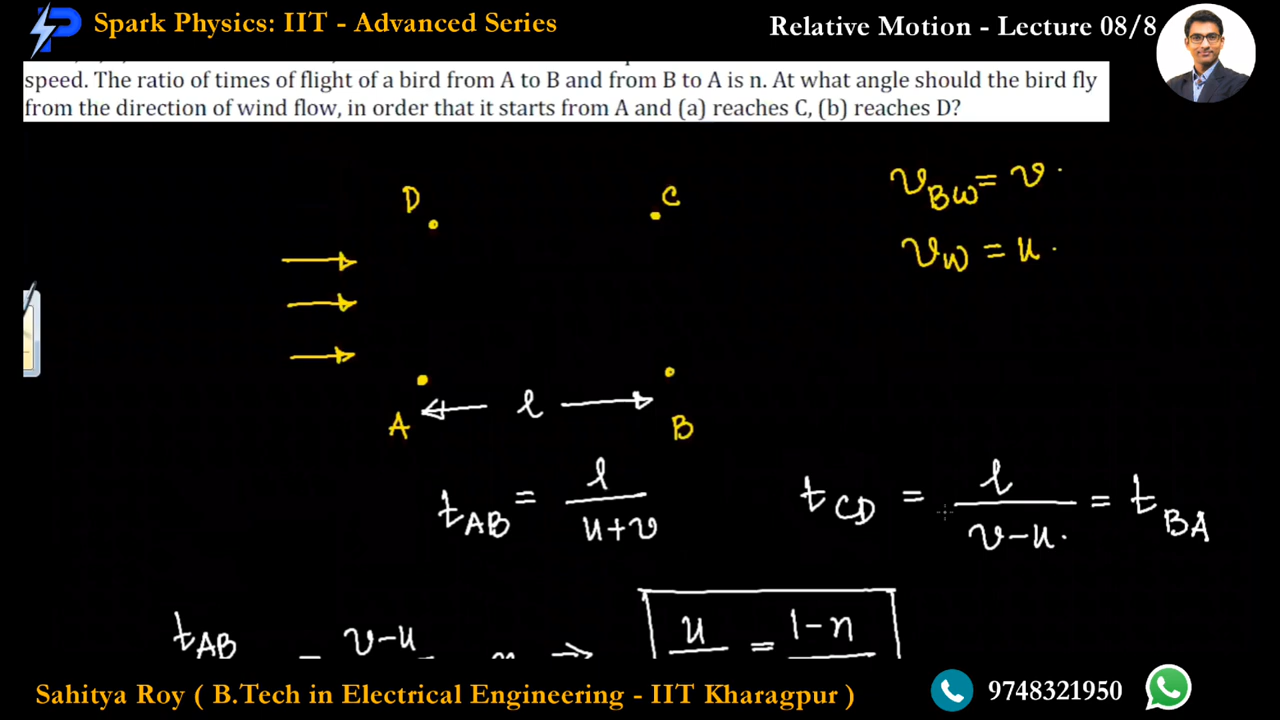 Spark Physics: IIT - Advanced Series
Relative Motion - Lecture 08/8
speed. The ratio of times of flight of a bird from A to B and from B to A is n. At what angle should the bird fly
from the direction of wind flow, in order that it starts from A and (a) reaches C, (b) reaches D?
D
C
v_BW = v.
v_W = u.
A
l
B
t_AB = l/(u+v)
t_CD = l/(v-u.) = t_BA
t_AB = v-u n ⇒ u = 1-n
Sahitya Roy ( B.Tech in Electrical Engineering - IIT Kharagpur )
9748321950